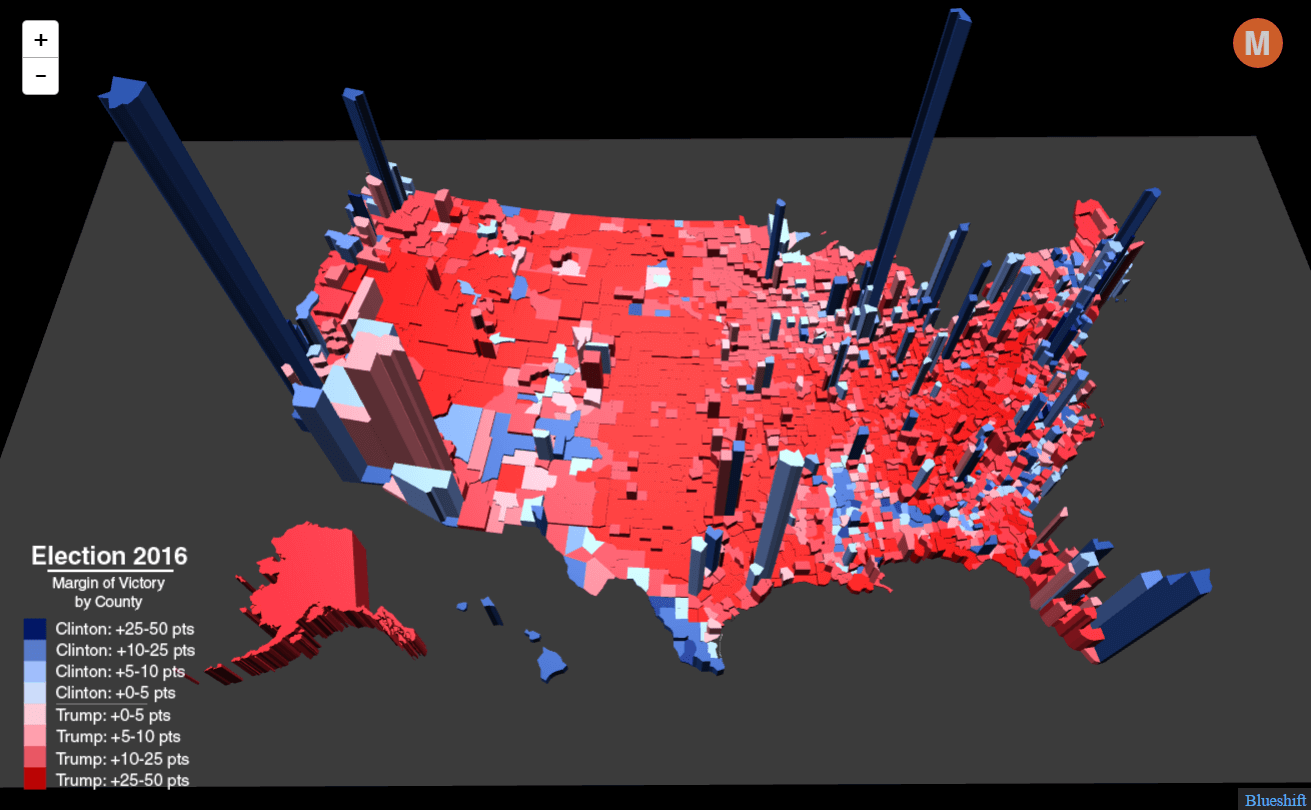 +
−
M
Election 2016
Margin of Victory
by County
Clinton: +25-50 pts
Clinton: +10-25 pts
Clinton: +5-10 pts
Clinton: +0-5 pts
Trump: +0-5 pts
Trump: +5-10 pts
Trump: +10-25 pts
Trump: +25-50 pts
Blueshift